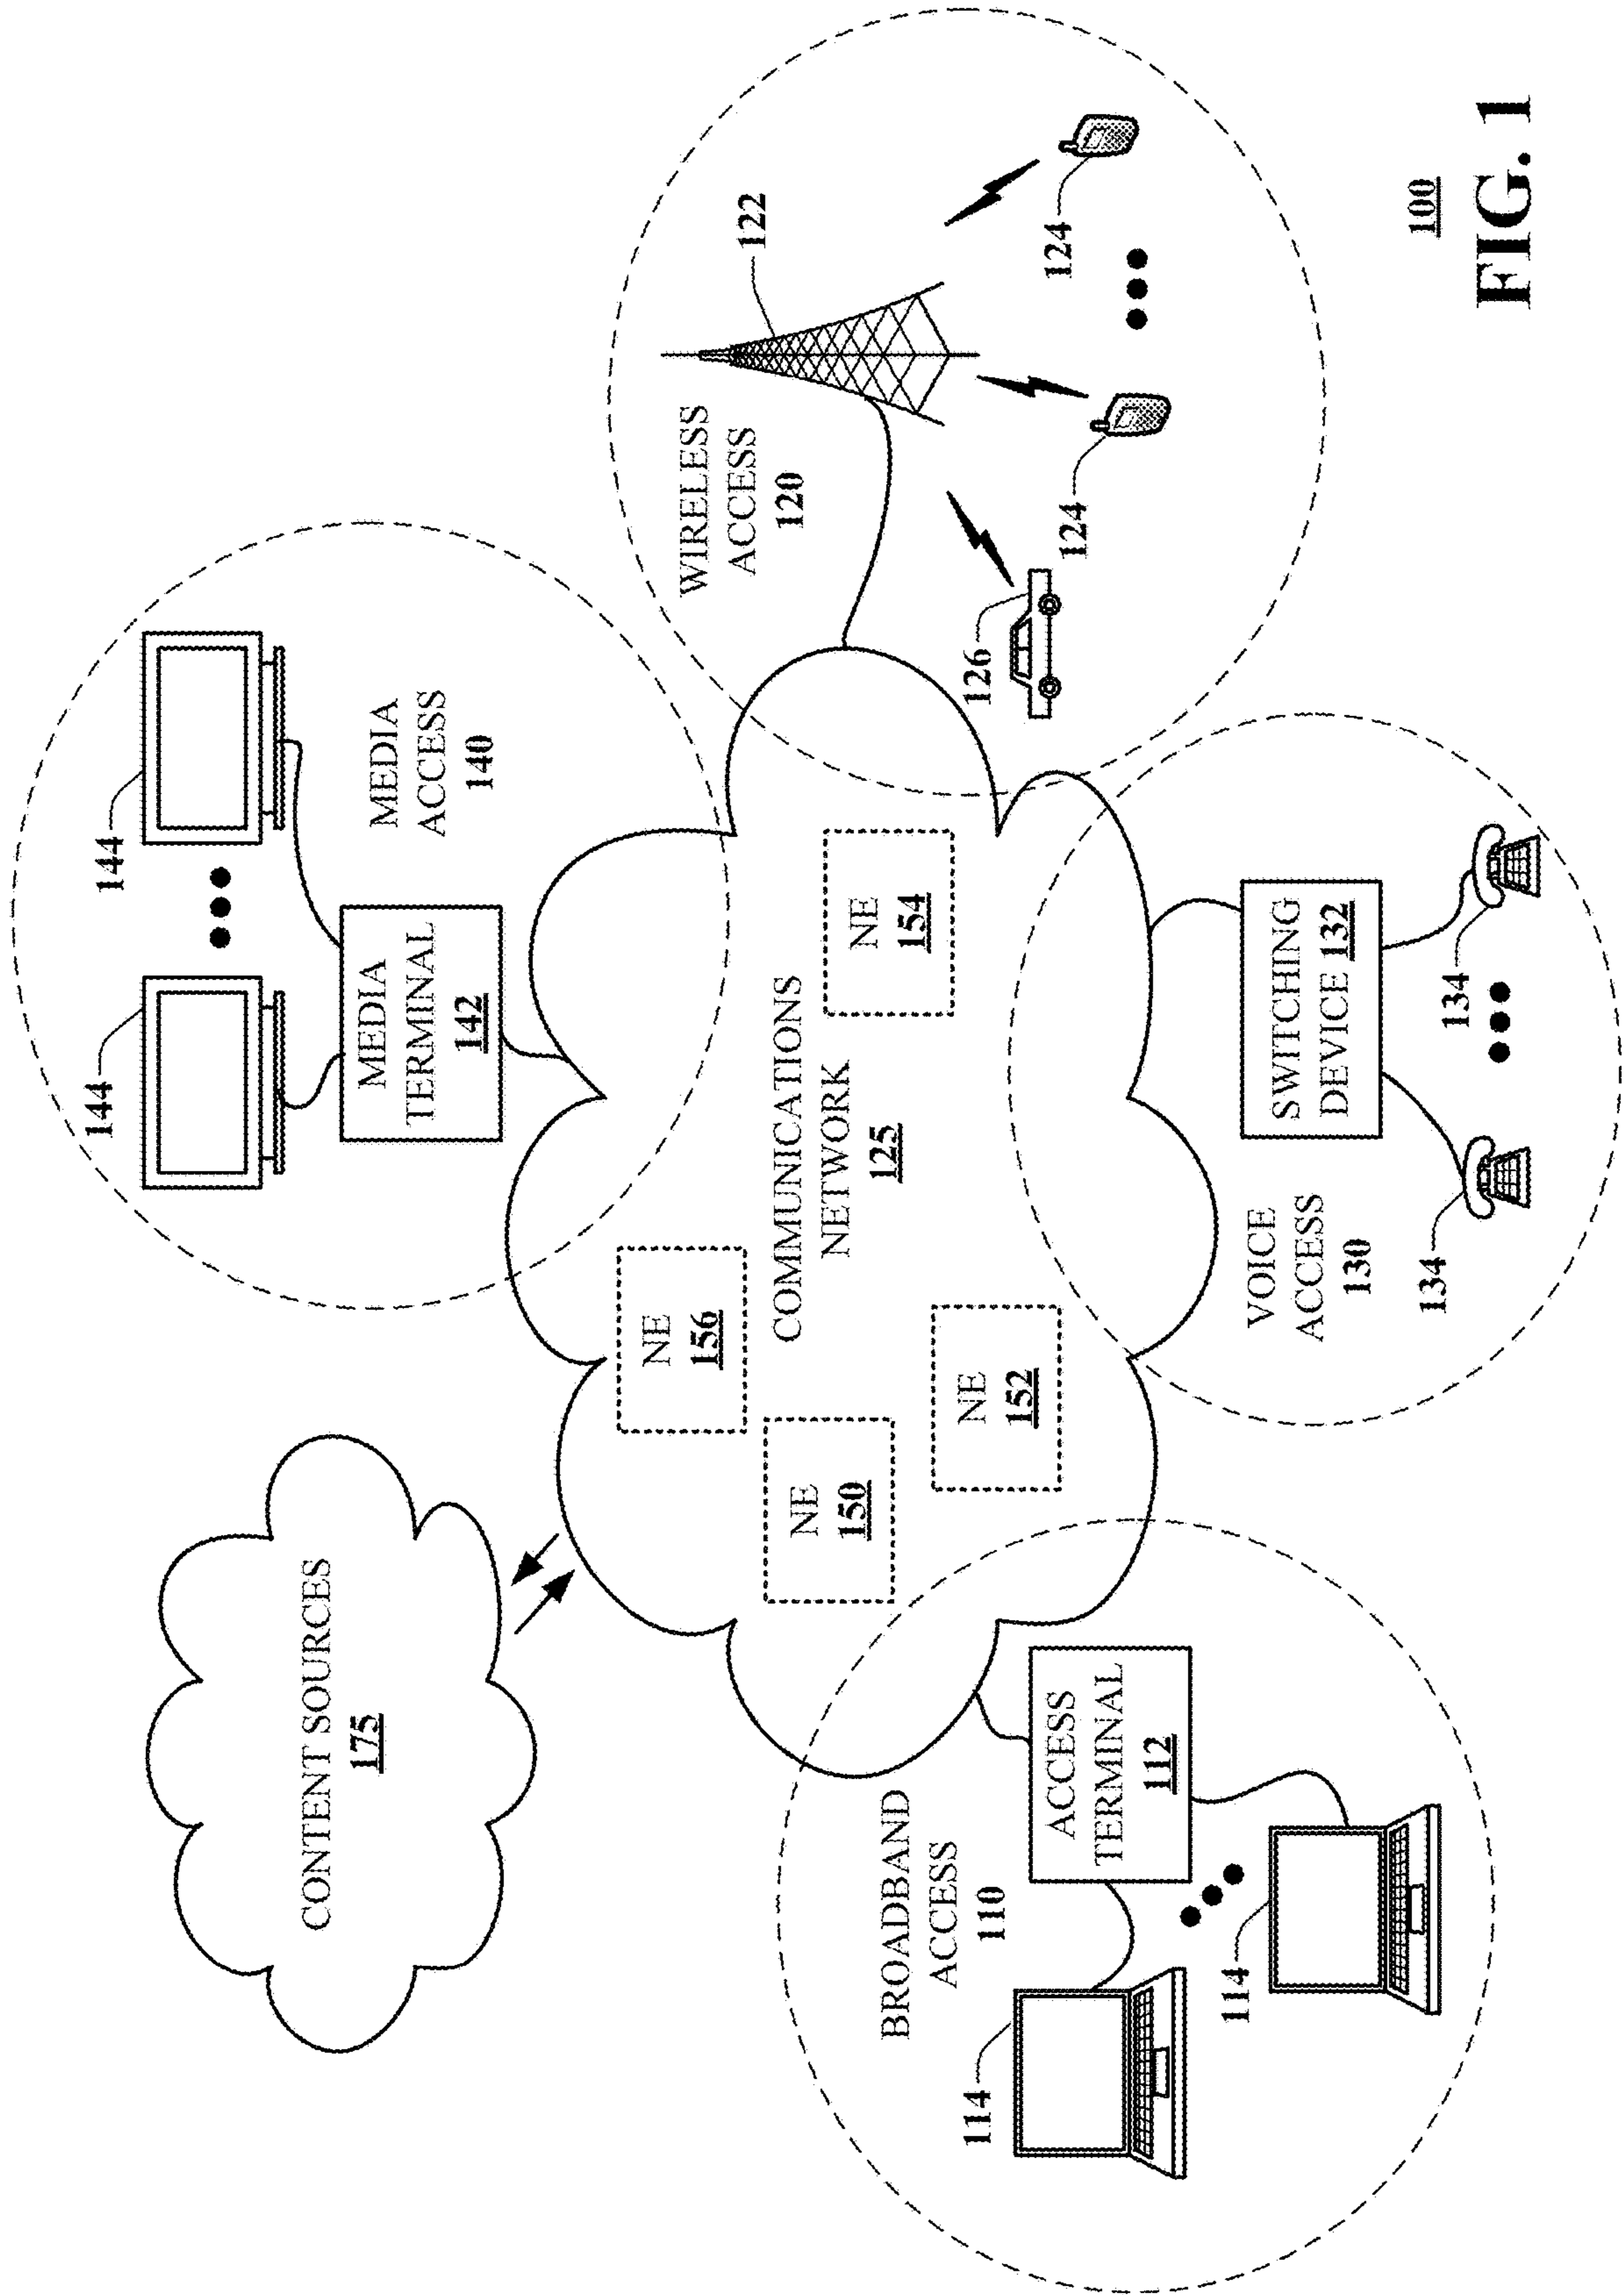 CONTENT SOURCES
175
144
144
MEDIA
TERMINAL
142
MEDIA
ACCESS
140
NE
156
NE
150
NE
152
COMMUNICATIONS
NETWORK
125
NE
154
WIRELESS
ACCESS
120
122
126
124
124
BROADBAND
ACCESS
110
ACCESS
TERMINAL
112
114
114
VOICE
ACCESS
130
SWITCHING
DEVICE 132
134
134
100
FIG. 1